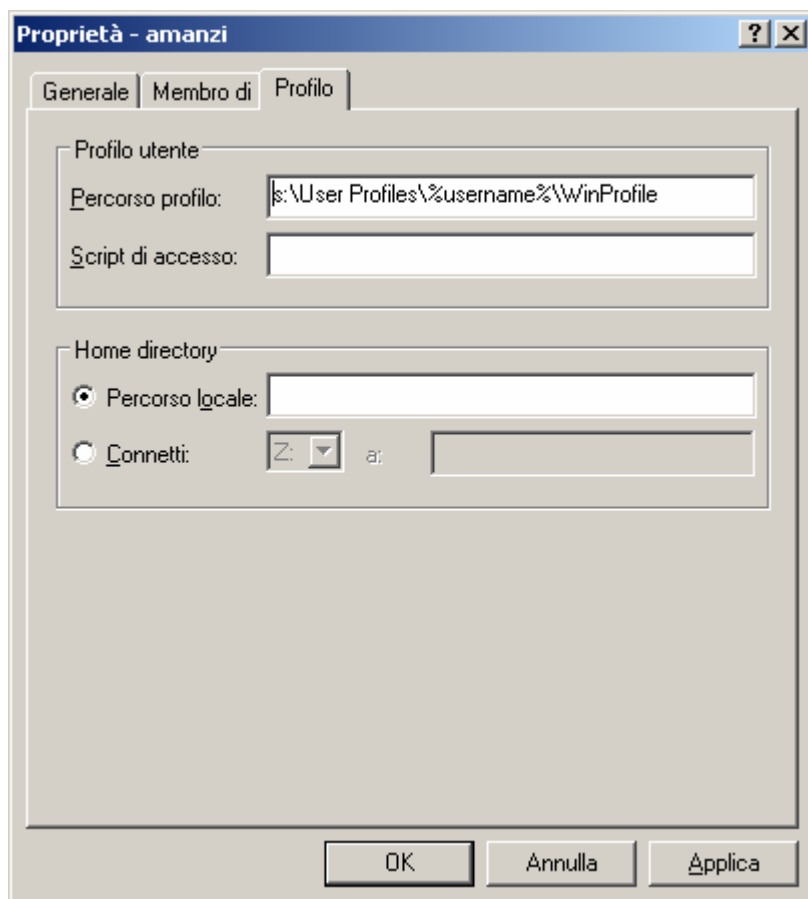 Proprietà - amanzi
Generale Membro di Profilo
Profilo utente
Percorso profilo: s:\User Profiles\%username%\WinProfile
Script di accesso:
Home directory
Percorso locale:
Connetti: Z: a:
OK Annulla Applica